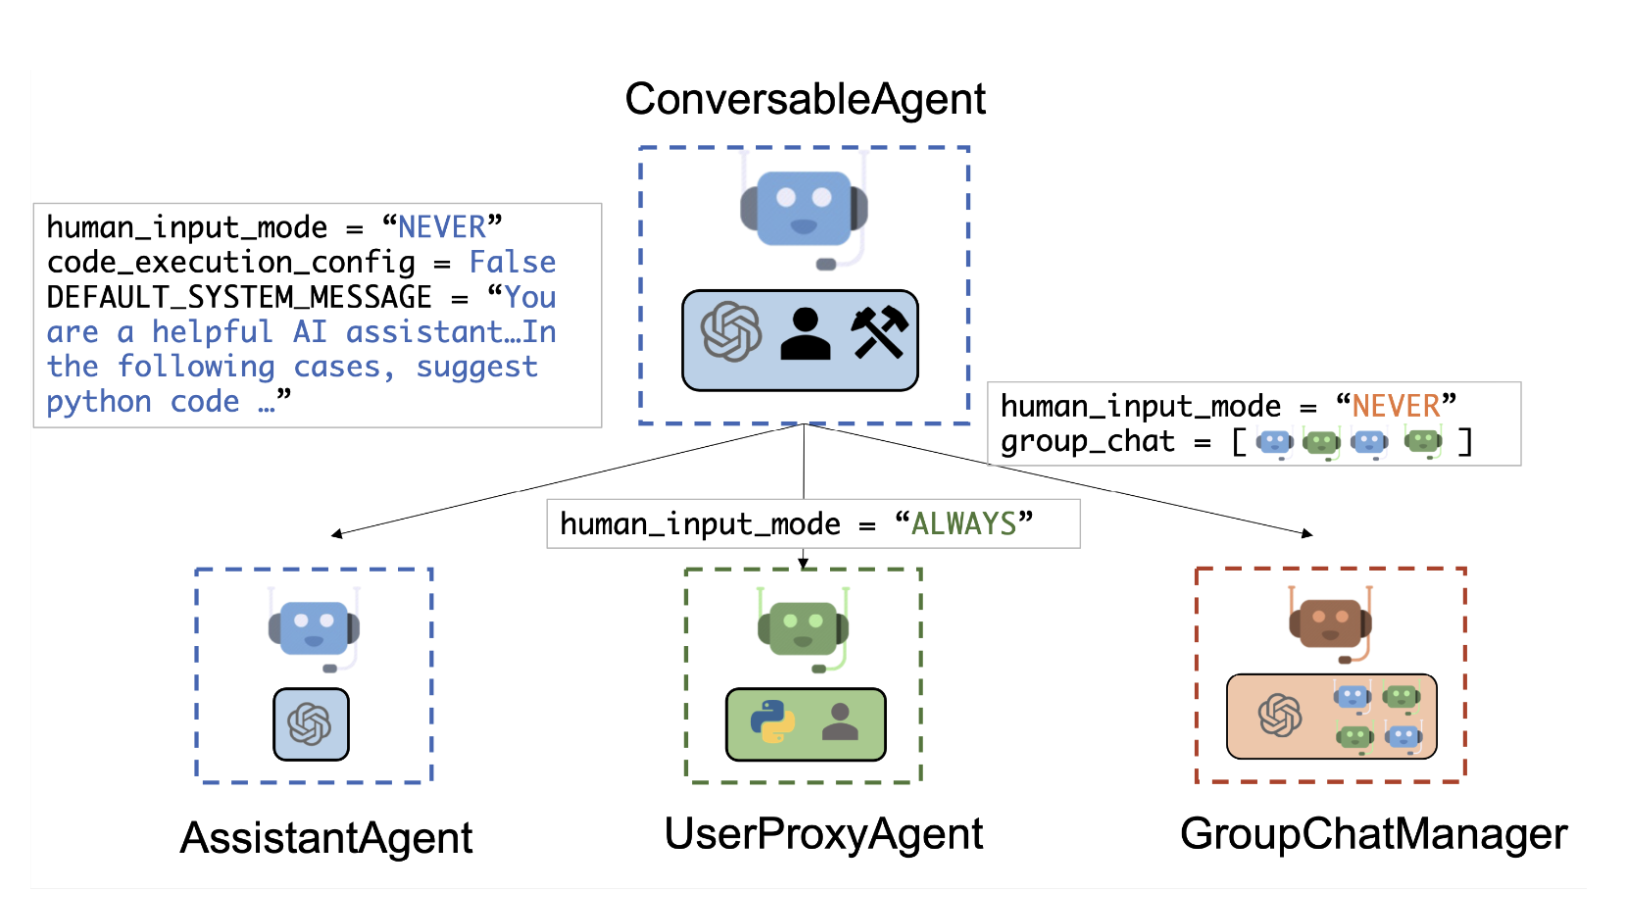 ConversableAgent
human_input_mode = “NEVER”
code_execution_config = False
DEFAULT_SYSTEM_MESSAGE = “You
are a helpful AI assistant…In
the following cases, suggest
python code …”
human_input_mode = “NEVER”
group_chat = [ ]
human_input_mode = “ALWAYS”
AssistantAgent
UserProxyAgent
GroupChatManager